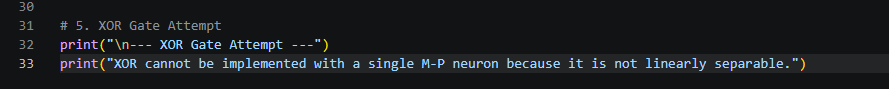 30
31 # 5. XOR Gate Attempt
32 print("\n--- XOR Gate Attempt ---")
33 print("XOR cannot be implemented with a single M-P neuron because it is not linearly separable.")